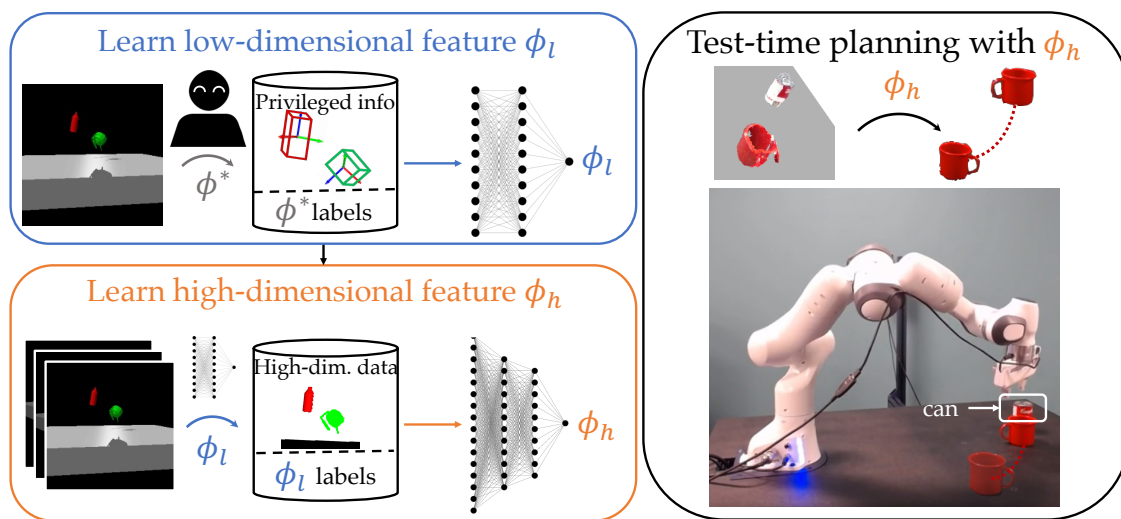 Learn low-dimensional feature ϕ_l
Privileged info
ϕ*
ϕ* labels
ϕ_l
Learn high-dimensional feature ϕ_h
High-dim. data
ϕ_l
ϕ_l labels
ϕ_h
Test-time planning with ϕ_h
ϕ_h
can